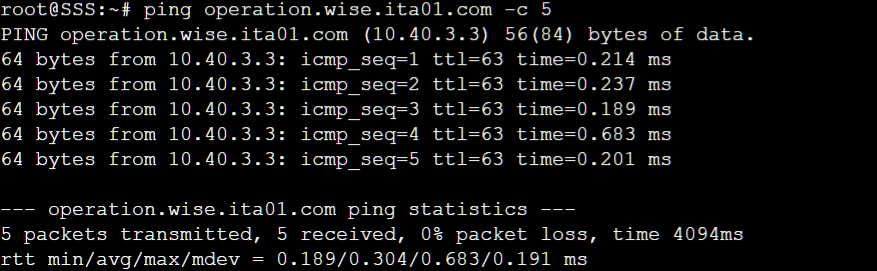 root@SSS:~# ping operation.wise.ita01.com -c 5
PING operation.wise.ita01.com (10.40.3.3) 56(84) bytes of data.
64 bytes from 10.40.3.3: icmp_seq=1 ttl=63 time=0.214 ms
64 bytes from 10.40.3.3: icmp_seq=2 ttl=63 time=0.237 ms
64 bytes from 10.40.3.3: icmp_seq=3 ttl=63 time=0.189 ms
64 bytes from 10.40.3.3: icmp_seq=4 ttl=63 time=0.683 ms
64 bytes from 10.40.3.3: icmp_seq=5 ttl=63 time=0.201 ms
--- operation.wise.ita01.com ping statistics ---
5 packets transmitted, 5 received, 0% packet loss, time 4094ms
rtt min/avg/max/mdev = 0.189/0.304/0.683/0.191 ms